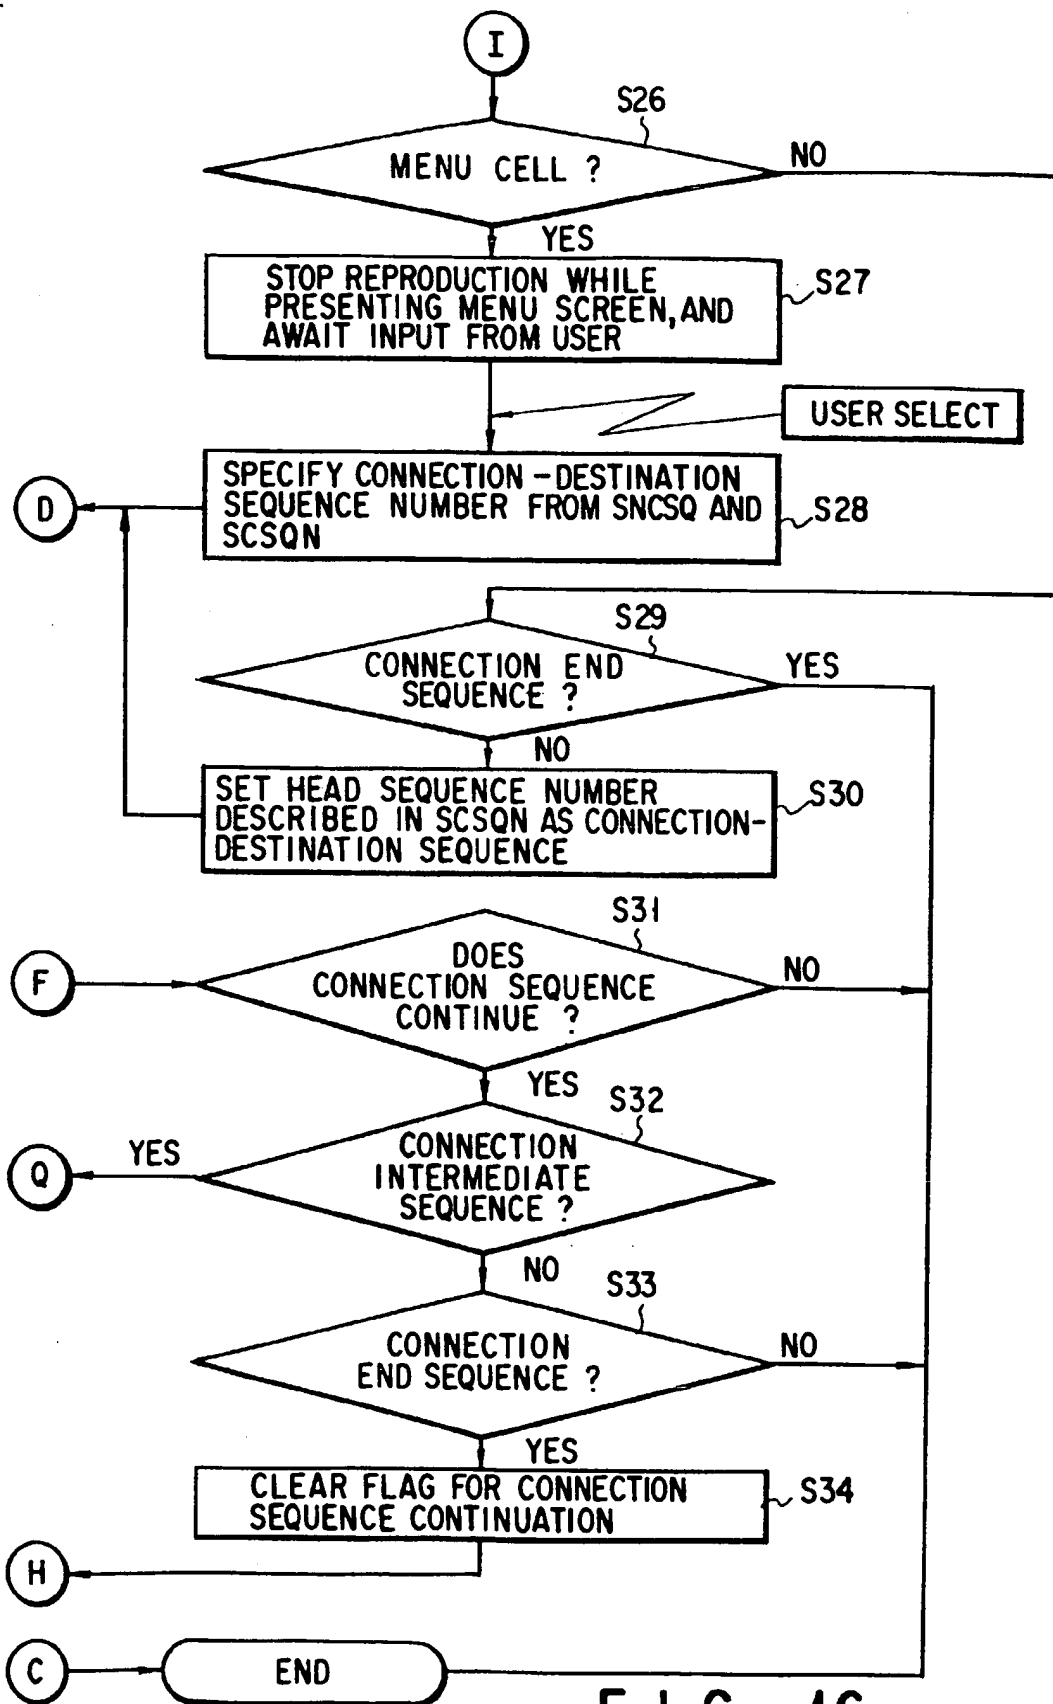 I
S26
MENU CELL ?
NO
YES
STOP REPRODUCTION WHILE
PRESENTING MENU SCREEN, AND
AWAIT INPUT FROM USER
S27
USER SELECT
SPECIFY CONNECTION-DESTINATION
SEQUENCE NUMBER FROM SNCSQ AND
SCSQN
S28
D
S29
CONNECTION END
SEQUENCE ?
YES
NO
SET HEAD SEQUENCE NUMBER
DESCRIBED IN SCSQN AS CONNECTION-
DESTINATION SEQUENCE
S30
S31
F
DOES
CONNECTION SEQUENCE
CONTINUE ?
NO
YES
S32
Q
YES
CONNECTION
INTERMEDIATE
SEQUENCE ?
NO
S33
CONNECTION
END SEQUENCE ?
NO
YES
CLEAR FLAG FOR CONNECTION
SEQUENCE CONTINUATION
S34
H
C
END